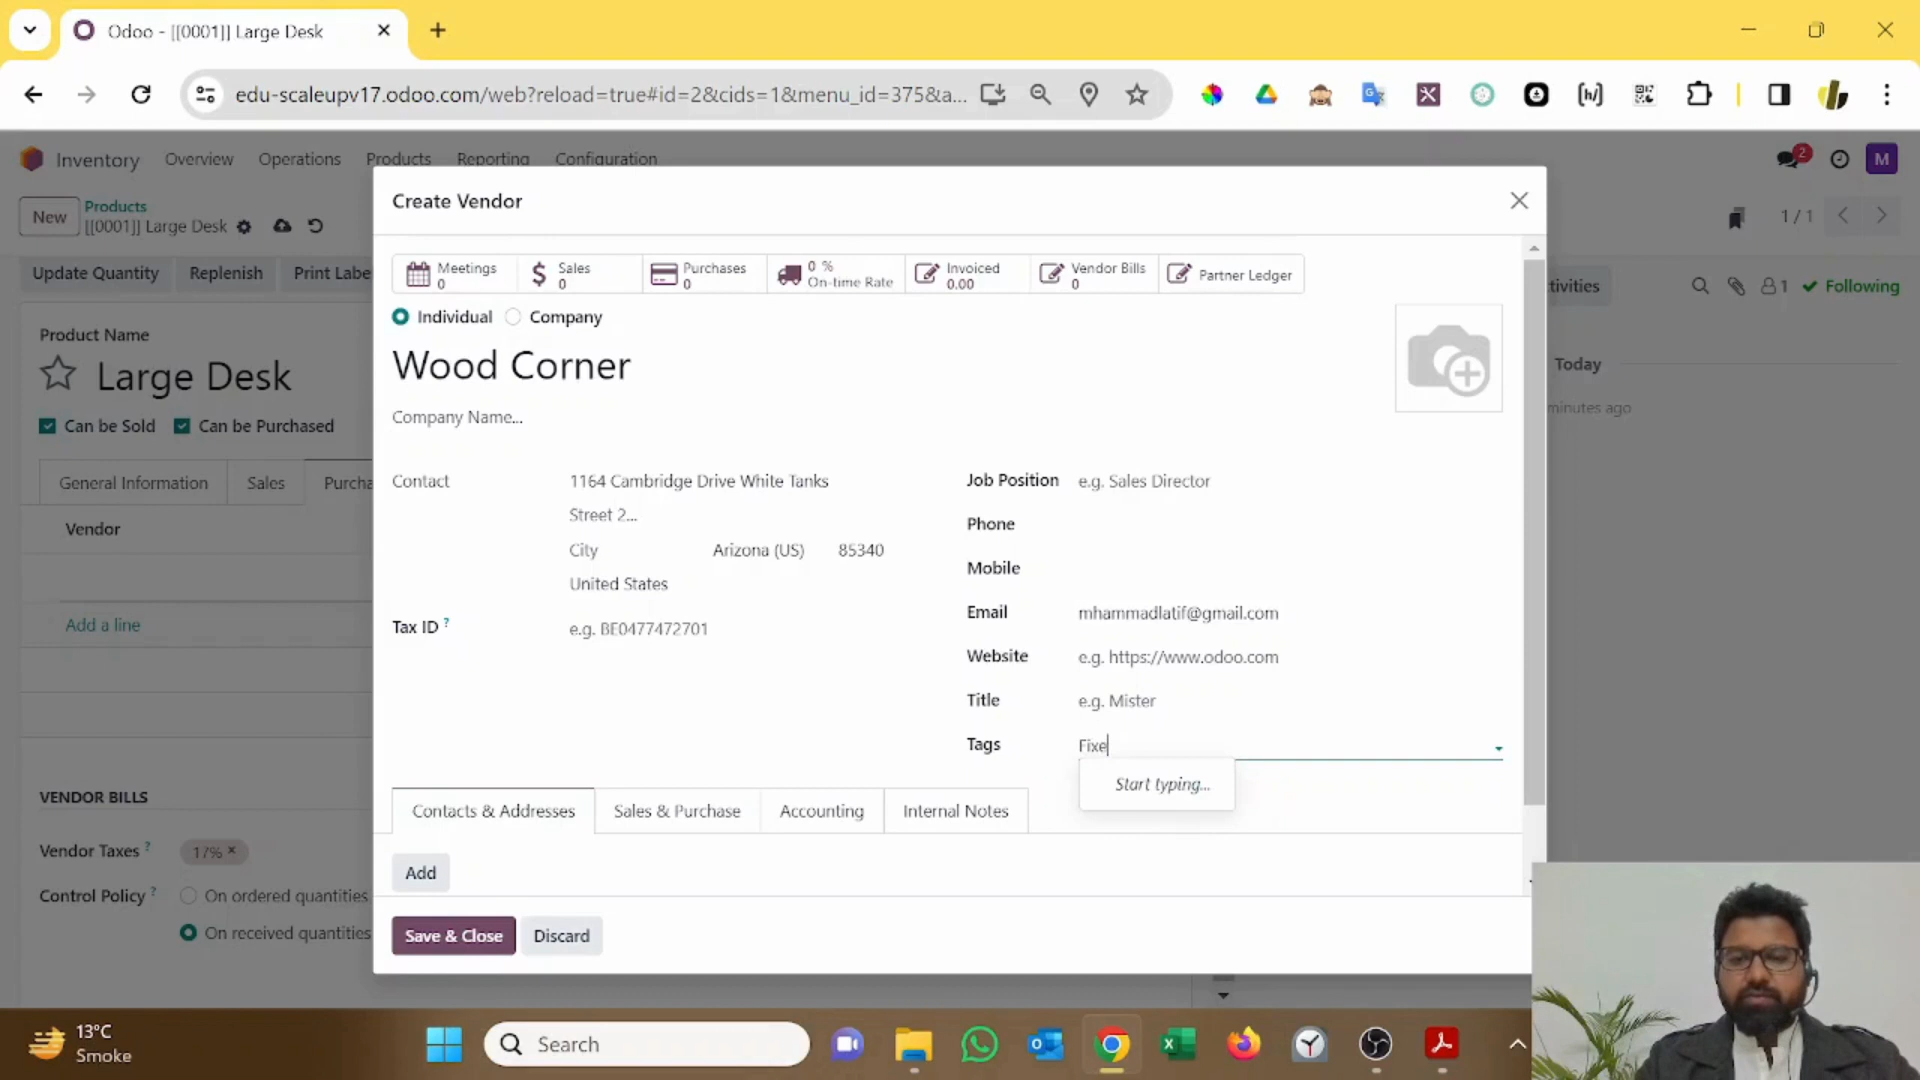 Odoo - [[0001]] Large Desk
edu-scaleupv17.odoo.com/web?reload=true#id=2&cids=1&menu_id=375&a...
Inventory Overview Operations Products Reporting Configuration
2
M
New
Products
[[0001]] Large Desk
1 / 1
Update Quantity Replenish Print Labe
tivities
1 Following
Product Name
Large Desk
Can be Sold Can be Purchased
General Information Sales Purcha
Vendor
Add a line
VENDOR BILLS
Vendor Taxes ? 17% ×
Control Policy ? On ordered quantities
On received quantities
Today
minutes ago
Create Vendor
Meetings 0
Sales 0
Purchases 0
0 % On-time Rate
Invoiced 0.00
Vendor Bills 0
Partner Ledger
Individual Company
Wood Corner
Company Name...
Contact
1164 Cambridge Drive White Tanks
Street 2...
City Arizona (US) 85340
United States
Tax ID ? e.g. BE0477472701
Job Position e.g. Sales Director
Phone
Mobile
Email mhammadlatif@gmail.com
Website e.g. https://www.odoo.com
Title e.g. Mister
Tags Fixe
Start typing...
Contacts & Addresses Sales & Purchase Accounting Internal Notes
Add
Save & Close Discard
13°C
Smoke
Search